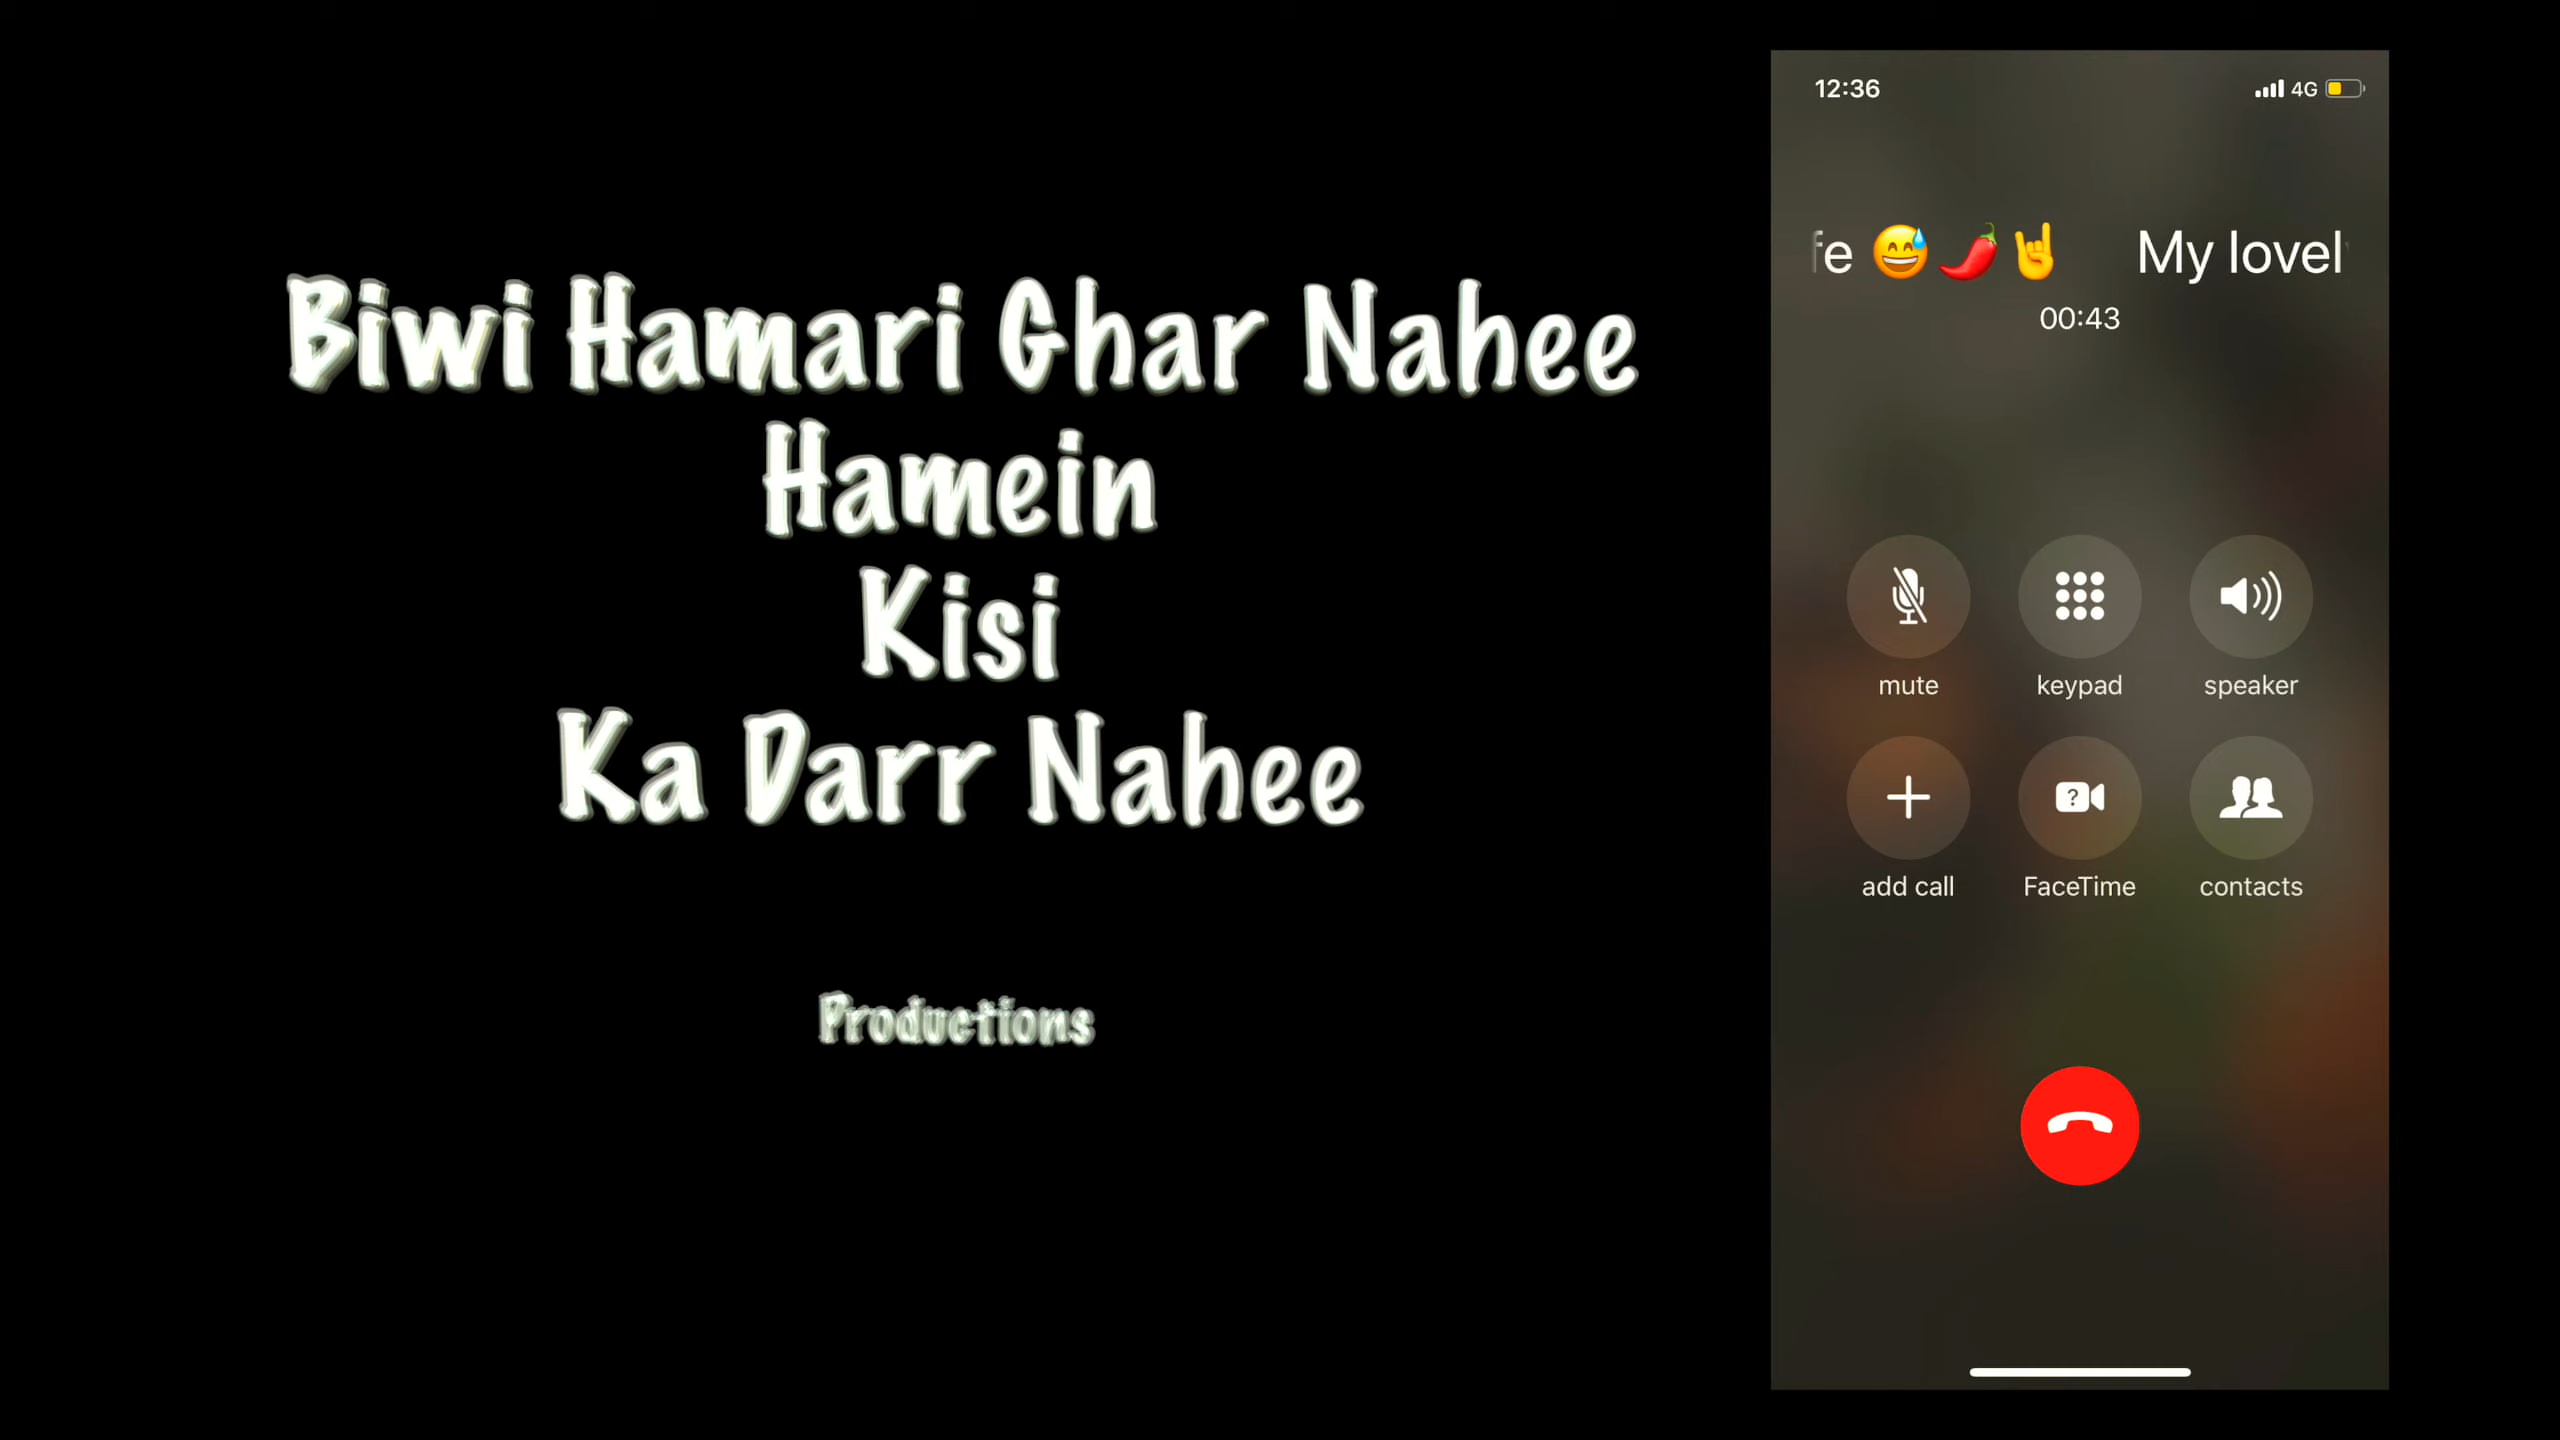 Biwi Hamari Ghar Nahee
Hamein
Kisi
Ka Darr Nahee
Productions
12:36
4G
fe 😅🌶️🤘 My lovel
00:43
mute keypad speaker
add call FaceTime contacts